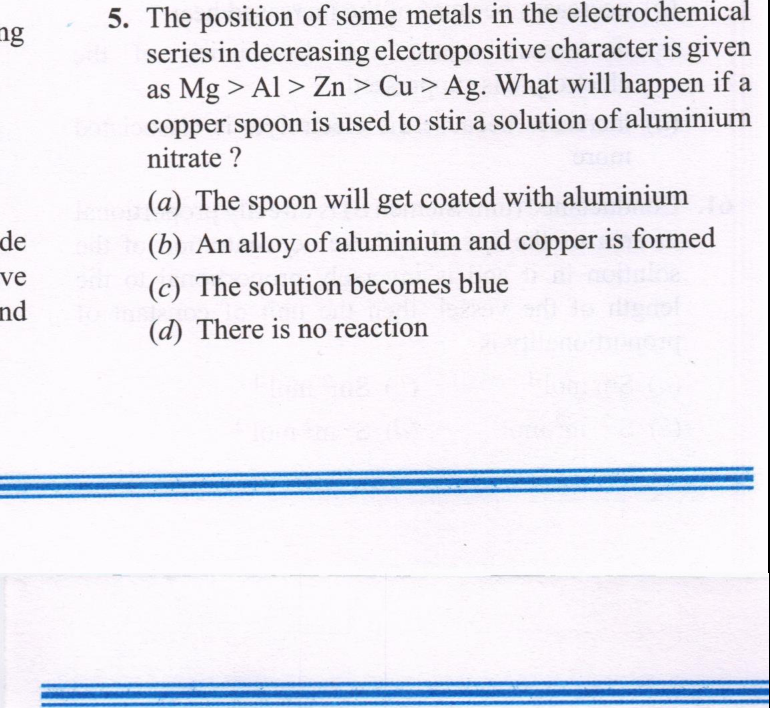 ng
5. The position of some metals in the electrochemical
series in decreasing electropositive character is given
as Mg > Al > Zn > Cu > Ag. What will happen if a
copper spoon is used to stir a solution of aluminium
nitrate ?
(a) The spoon will get coated with aluminium
(b) An alloy of aluminium and copper is formed
(c) The solution becomes blue
(d) There is no reaction
de
ve
nd